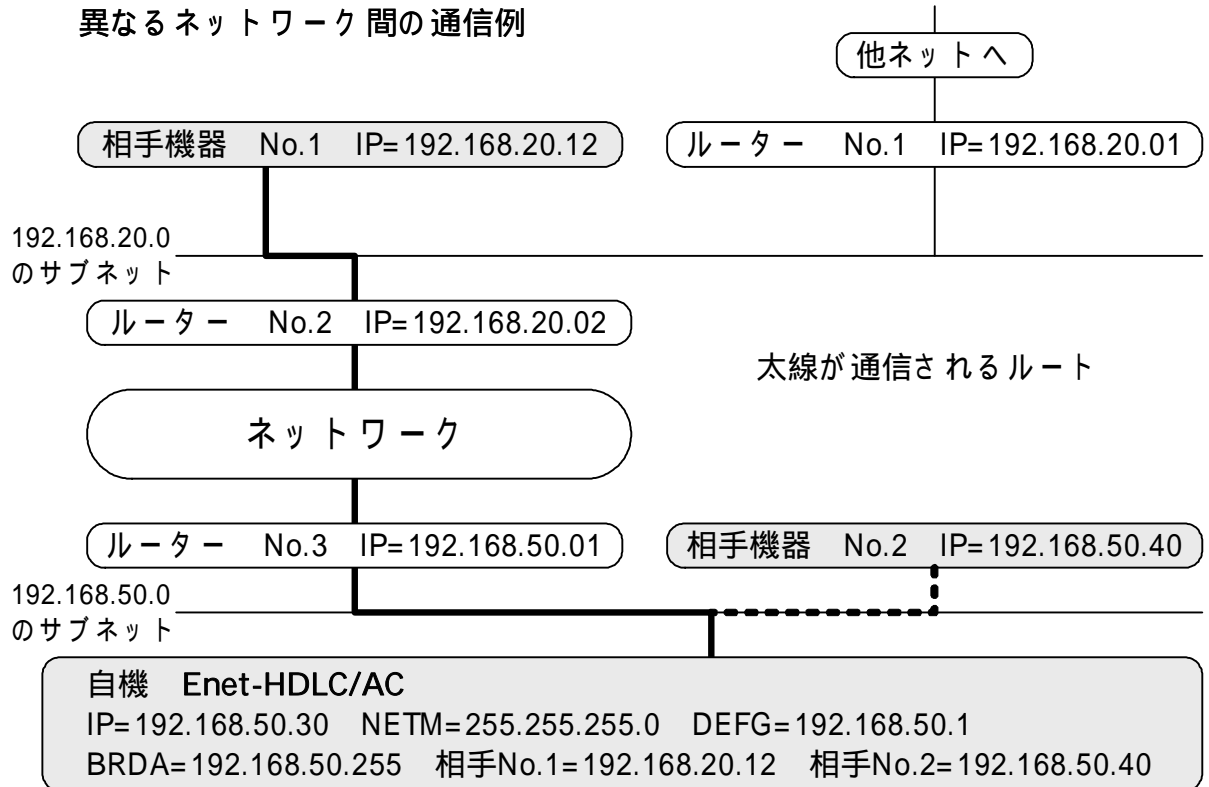 異なるネットワーク間の通信例
他ネットへ
相手機器 No.1 IP=192.168.20.12
ルーター No.1 IP=192.168.20.01
192.168.20.0
のサブネット
ルーター No.2 IP=192.168.20.02
太線が通信されるルート
ネットワーク
ルーター No.3 IP=192.168.50.01
相手機器 No.2 IP=192.168.50.40
192.168.50.0
のサブネット
自機 Enet-HDLC/AC
IP=192.168.50.30 NETM=255.255.255.0 DEFG=192.168.50.1
BRDA=192.168.50.255 相手No.1=192.168.20.12 相手No.2=192.168.50.40